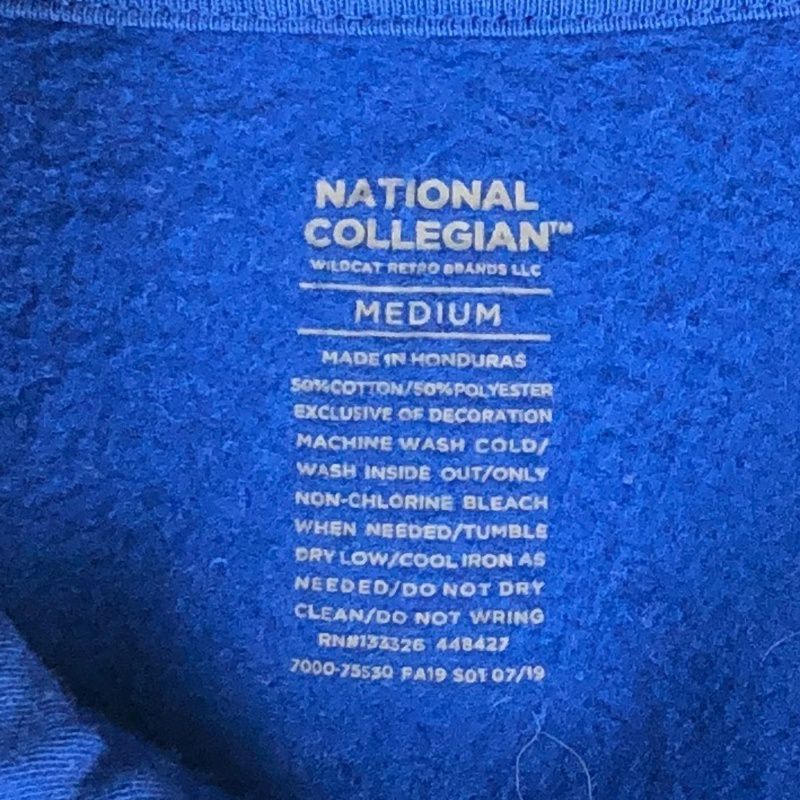 NATIONAL
COLLEGIAN™
WILDCAT RETRO BRANDS LLC
MEDIUM
MADE IN HONDURAS
50%COTTON/50%POLYESTER
EXCLUSIVE OF DECORATION
MACHINE WASH COLD/
WASH INSIDE OUT/ONLY
NON-CHLORINE BLEACH
WHEN NEEDED/TUMBLE
DRY LOW/COOL IRON AS
NEEDED/DO NOT DRY
CLEAN/DO NOT WRING
RN#133326 448427
7000-75530 FA19 S01 07/19